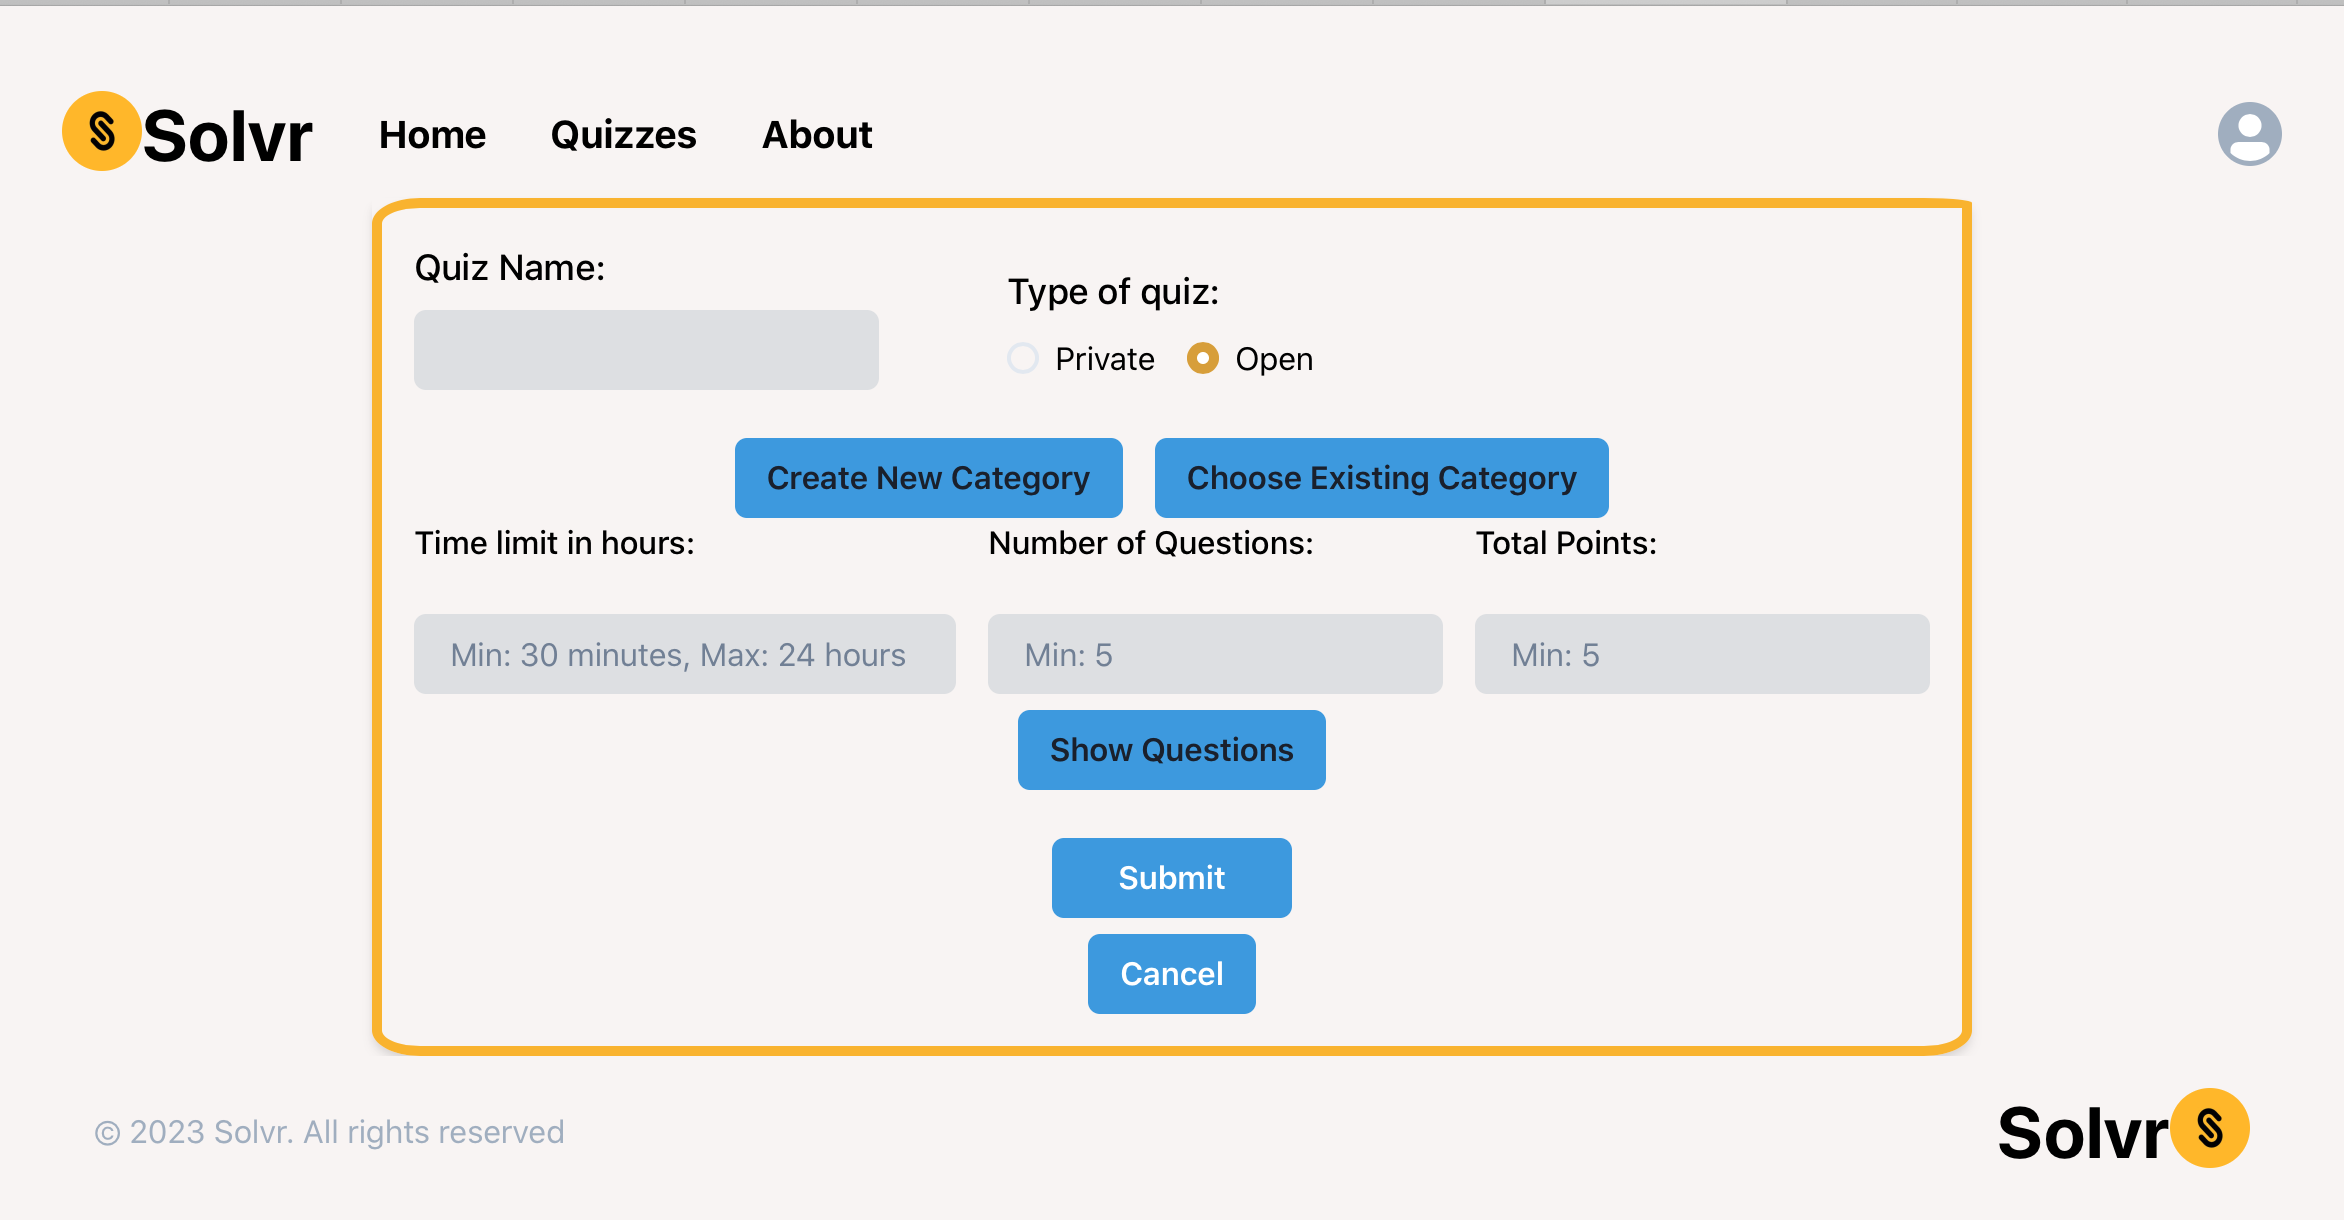 Solvr Home Quizzes About
Quiz Name:
Type of quiz:
Private Open
Create New Category Choose Existing Category
Time limit in hours: Number of Questions: Total Points:
Min: 30 minutes, Max: 24 hours Min: 5 Min: 5
Show Questions
Submit
Cancel
© 2023 Solvr. All rights reserved Solvr